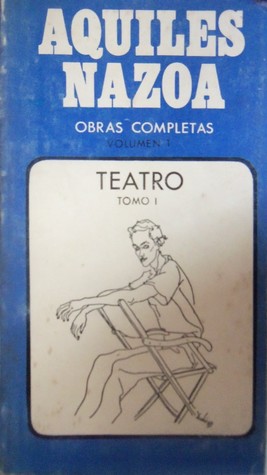 AQUILES
NAZOA
OBRAS COMPLETAS
VOLUMEN 1
TEATRO
TOMO I